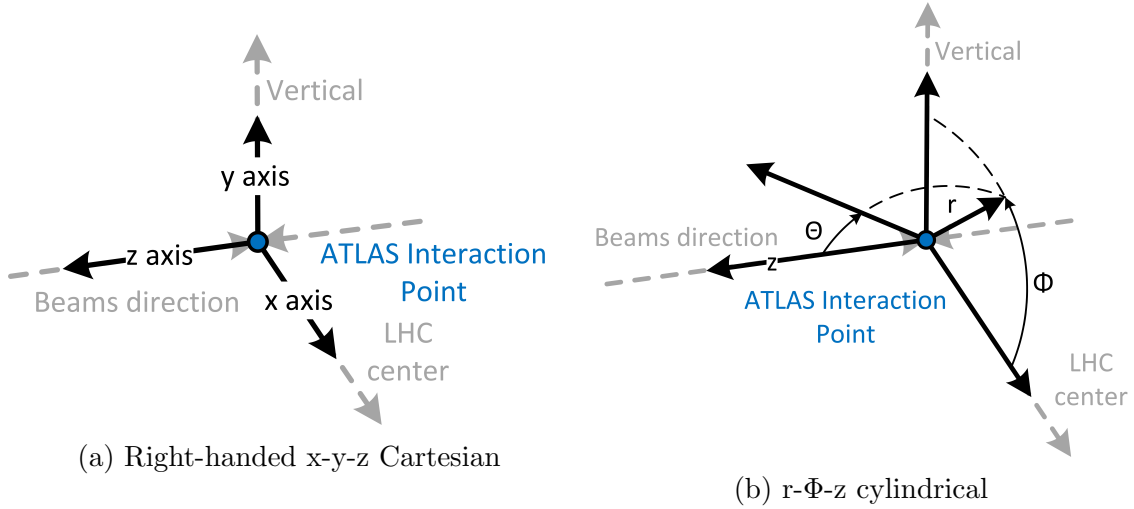 Vertical
y axis
z axis
ATLAS Interaction
Point
Beams direction
x axis
LHC
center
(a) Right-handed x-y-z Cartesian
Vertical
r
Θ
Beams direction
z
Φ
ATLAS Interaction
Point
LHC
center
(b) r-Φ-z cylindrical